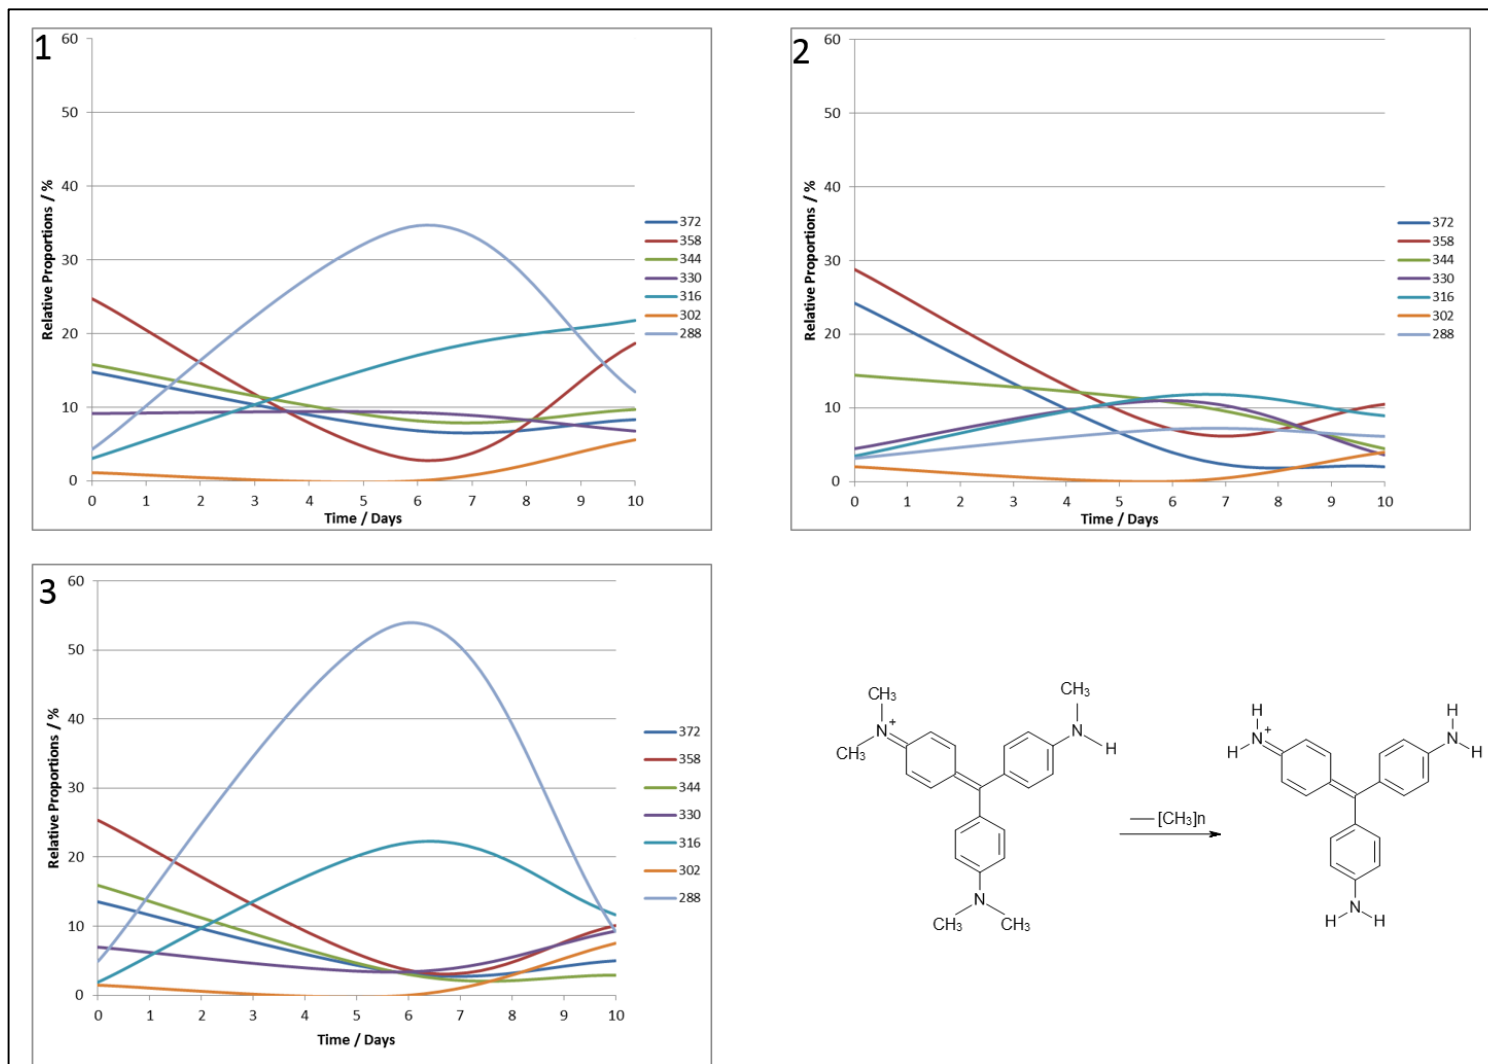 1
60
50
40
30
20
10
0
Relative Proportions / %
0 1 2 3 4 5 6 7 8 9 10
Time / Days
372
358
344
330
316
302
288
2
60
50
40
30
20
10
0
Relative Proportions / %
0 1 2 3 4 5 6 7 8 9 10
Time / Days
372
358
344
330
316
302
288
3
60
50
40
30
20
10
0
Relative Proportions / %
0 1 2 3 4 5 6 7 8 9 10
Time / Days
372
358
344
330
316
302
288
CH3
CH3
N+
CH3
N
H
N
CH3
CH3
— [CH3]n
H
H
N+
H
N
H
N
H
H